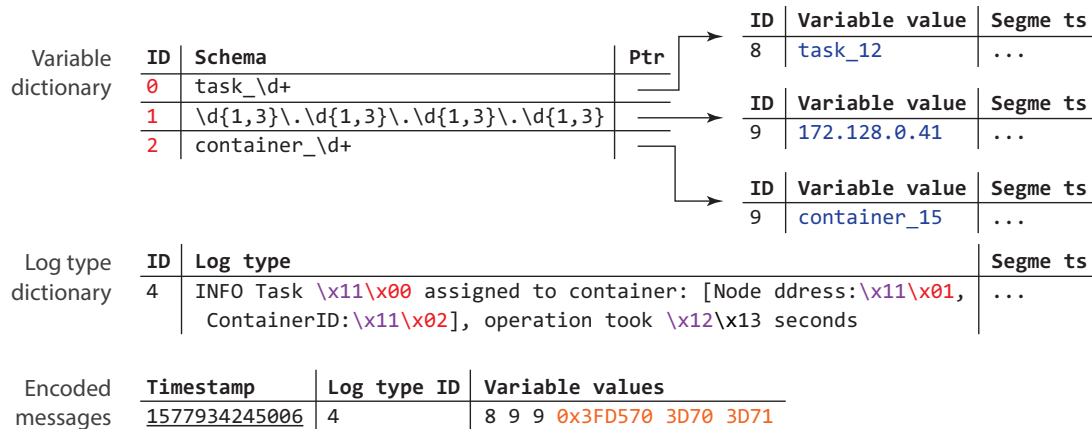 ID Variable value Segme ts
8 task_12 ...
Variable dictionary
ID Schema Ptr
0 task_\d+
1 \d{1,3}\.\d{1,3}\.\d{1,3}\.\d{1,3}
2 container_\d+
ID Variable value Segme ts
9 172.128.0.41 ...
ID Variable value Segme ts
9 container_15 ...
Log type dictionary
ID Log type Segme ts
4 INFO Task \x11\x00 assigned to container: [Node ddress:\x11\x01, ...
ContainerID:\x11\x02], operation took \x12\x13 seconds
Encoded messages
Timestamp Log type ID Variable values
1577934245006 4 8 9 9 0x3FD570 3D70 3D71